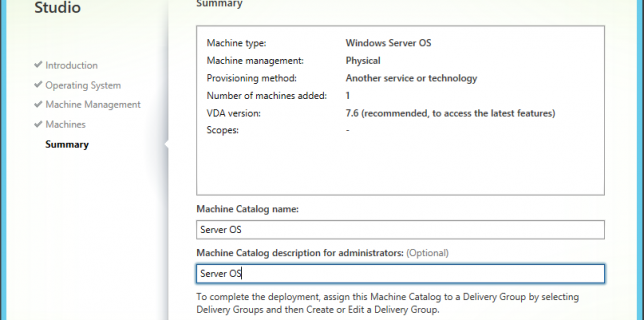 Studio
Summary
Introduction
Operating System
Machine Management
Machines
Summary
Machine type: Windows Server OS
Machine management: Physical
Provisioning method: Another service or technology
Number of machines added: 1
VDA version: 7.6 (recommended, to access the latest features)
Scopes: -
Machine Catalog name:
Server OS
Machine Catalog description for administrators: (Optional)
Server OS
To complete the deployment, assign this Machine Catalog to a Delivery Group by selecting
Delivery Groups and then Create or Edit a Delivery Group.